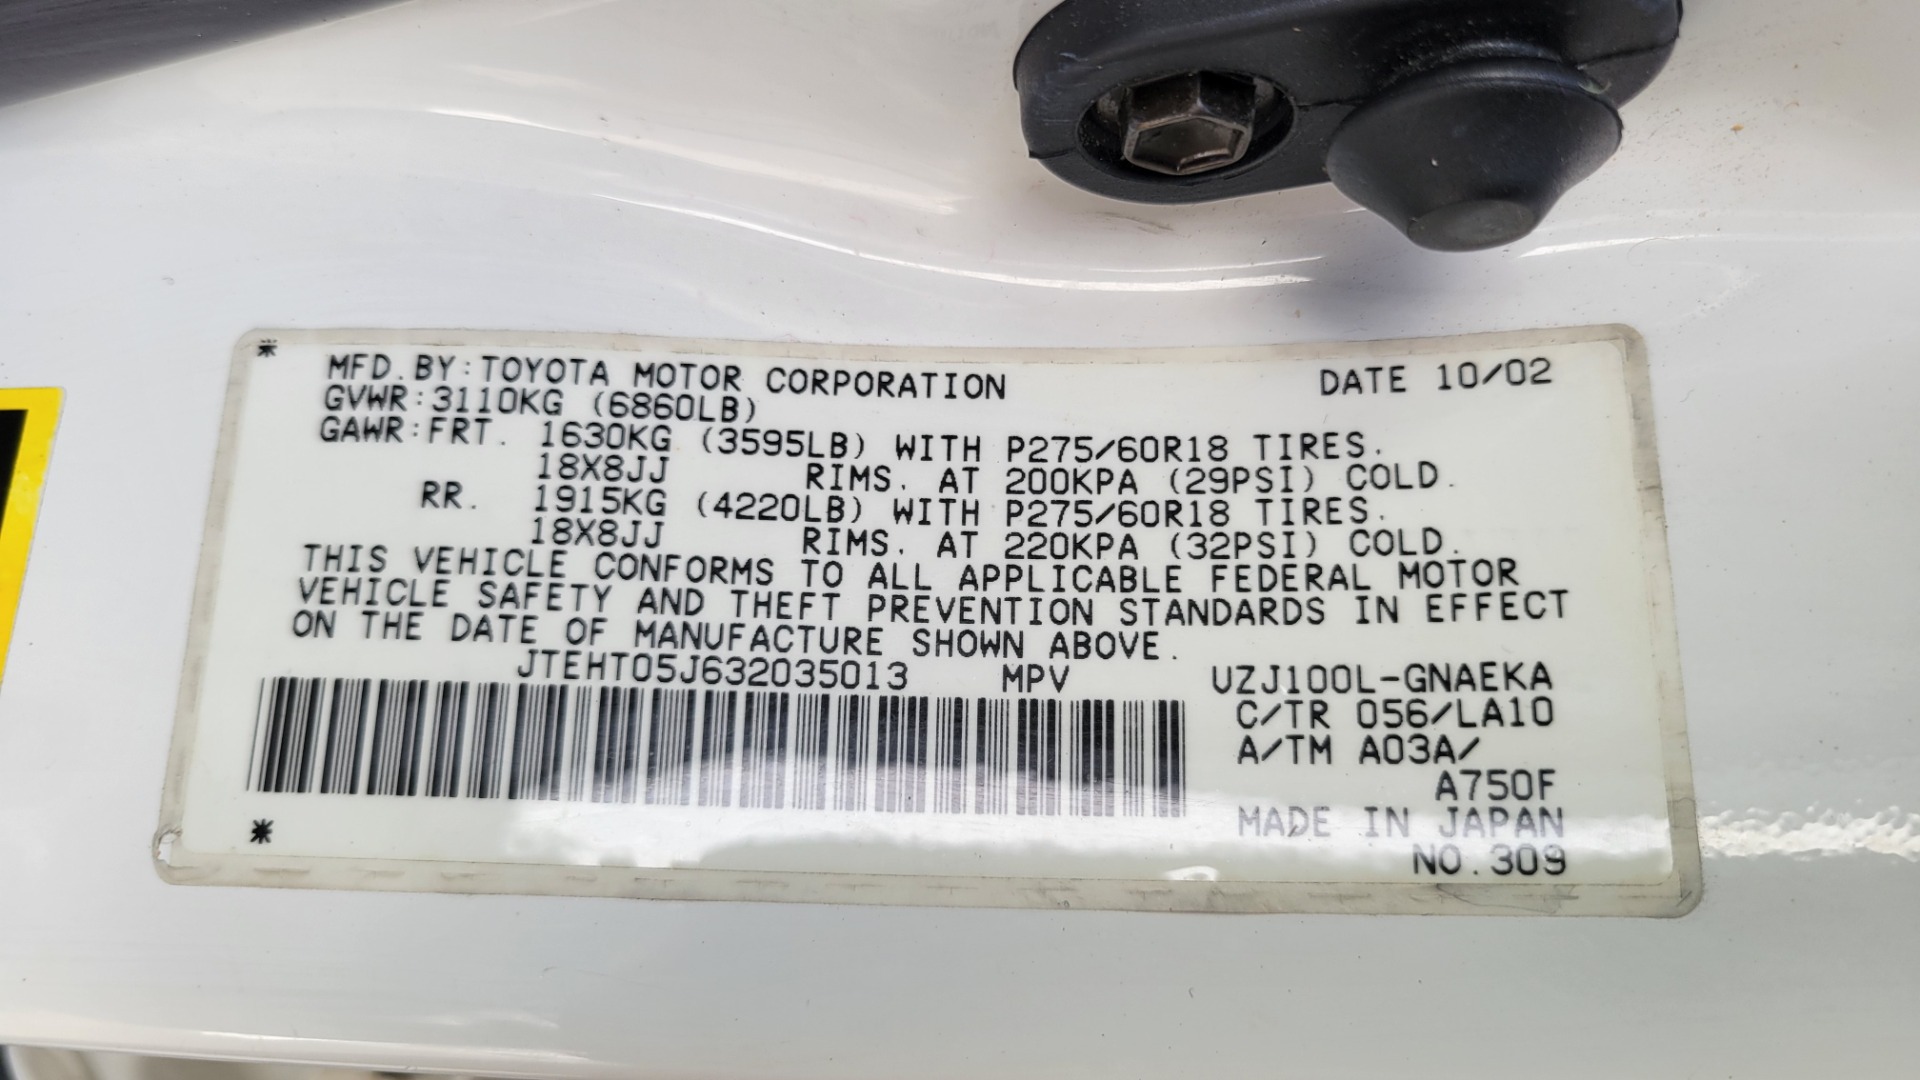 MFD.BY:TOYOTA MOTOR CORPORATION DATE 10/02
GVWR:3110KG (6860LB)
GAWR:FRT. 1630KG (3595LB) WITH P275/60R18 TIRES.
18X8JJ RIMS. AT 200KPA (29PSI) COLD.
RR. 1915KG (4220LB) WITH P275/60R18 TIRES.
18X8JJ RIMS. AT 220KPA (32PSI) COLD.
THIS VEHICLE CONFORMS TO ALL APPLICABLE FEDERAL MOTOR
VEHICLE SAFETY AND THEFT PREVENTION STANDARDS IN EFFECT
ON THE DATE OF MANUFACTURE SHOWN ABOVE.
JTEHT05J632035013 MPV UZJ100L-GNAEKA
C/TR 056/LA10
A/TM A03A/
A750F
MADE IN JAPAN
NO.309